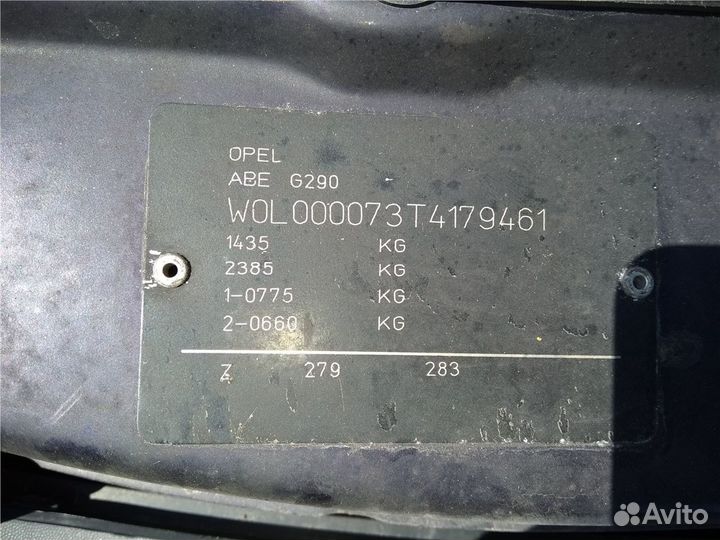 OPEL
ABE G290
W0L000073T4179461
1435 KG
2385 KG
1-0775 KG
2-0660 KG
Z 279 283
Avito